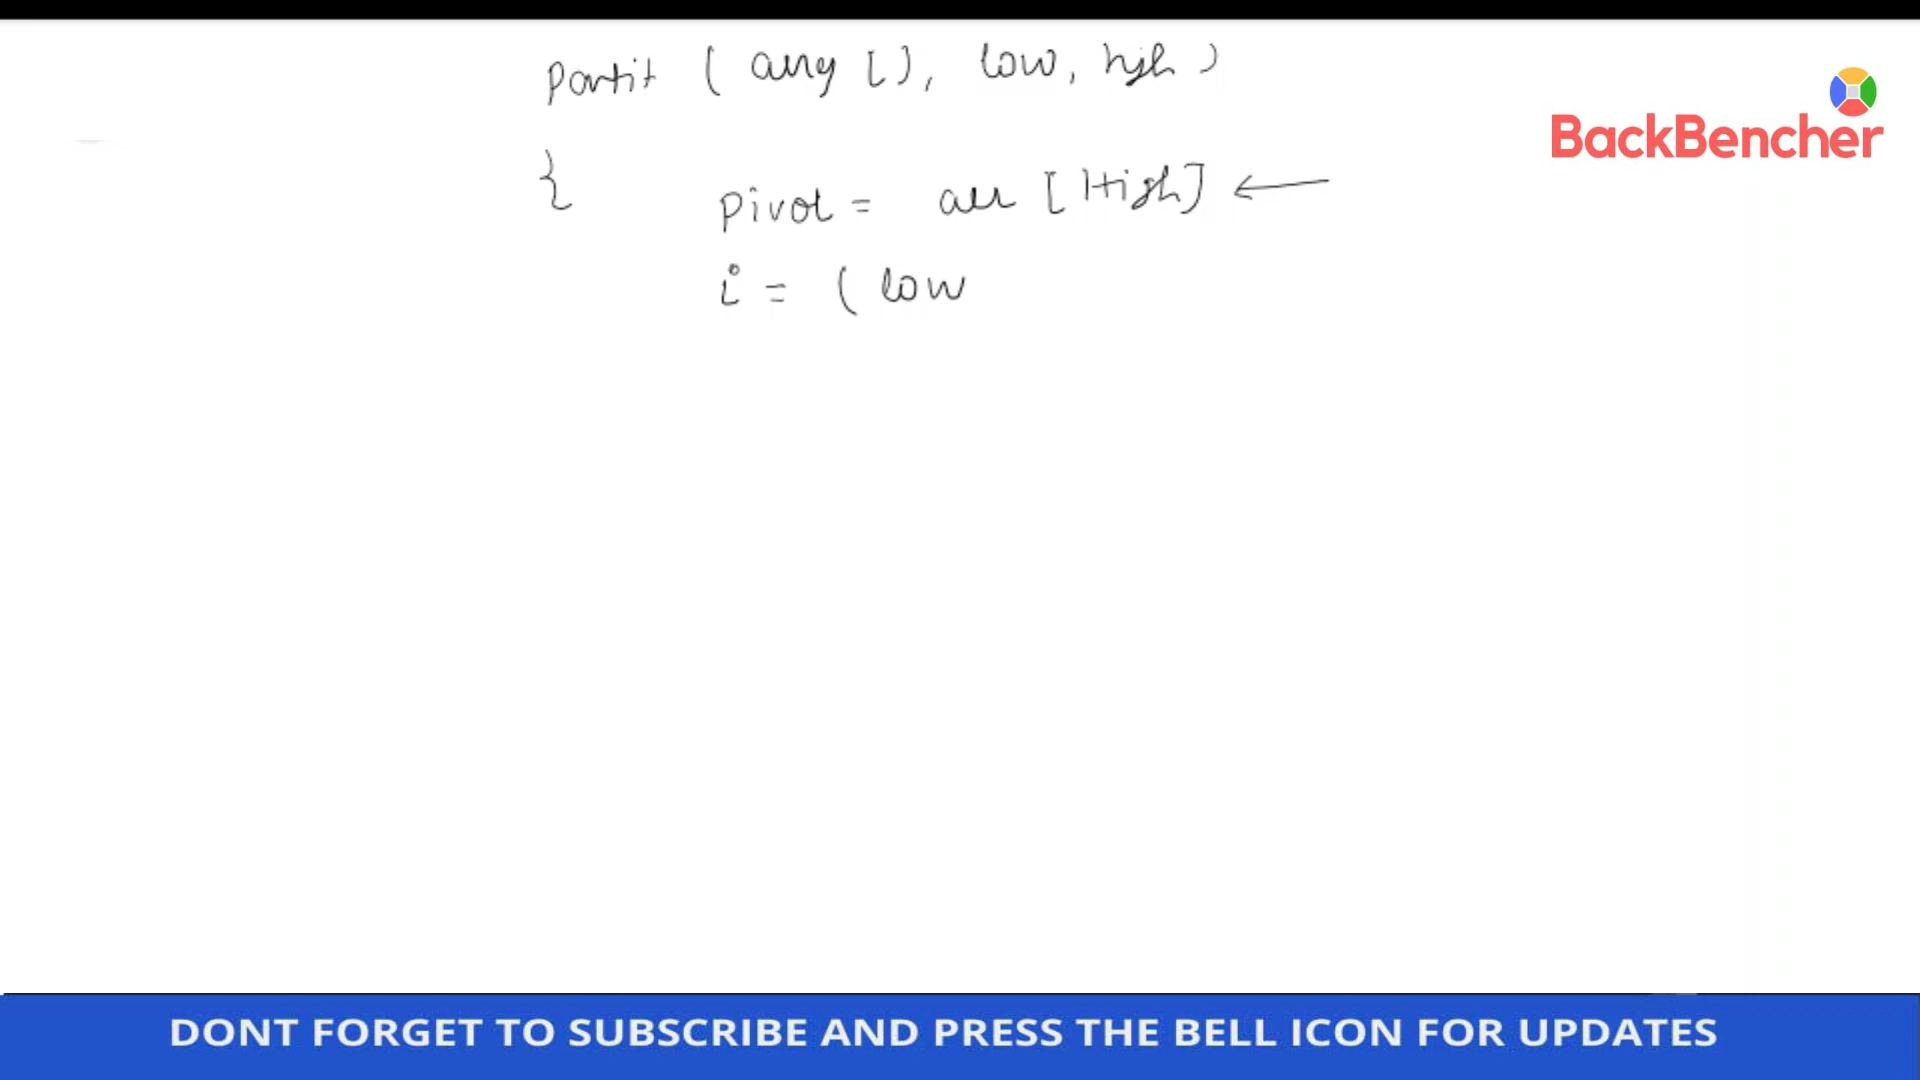 Partit ( array [], low, high )
BackBencher
{ pivot = arr [High] ←
i = ( low
DONT FORGET TO SUBSCRIBE AND PRESS THE BELL ICON FOR UPDATES